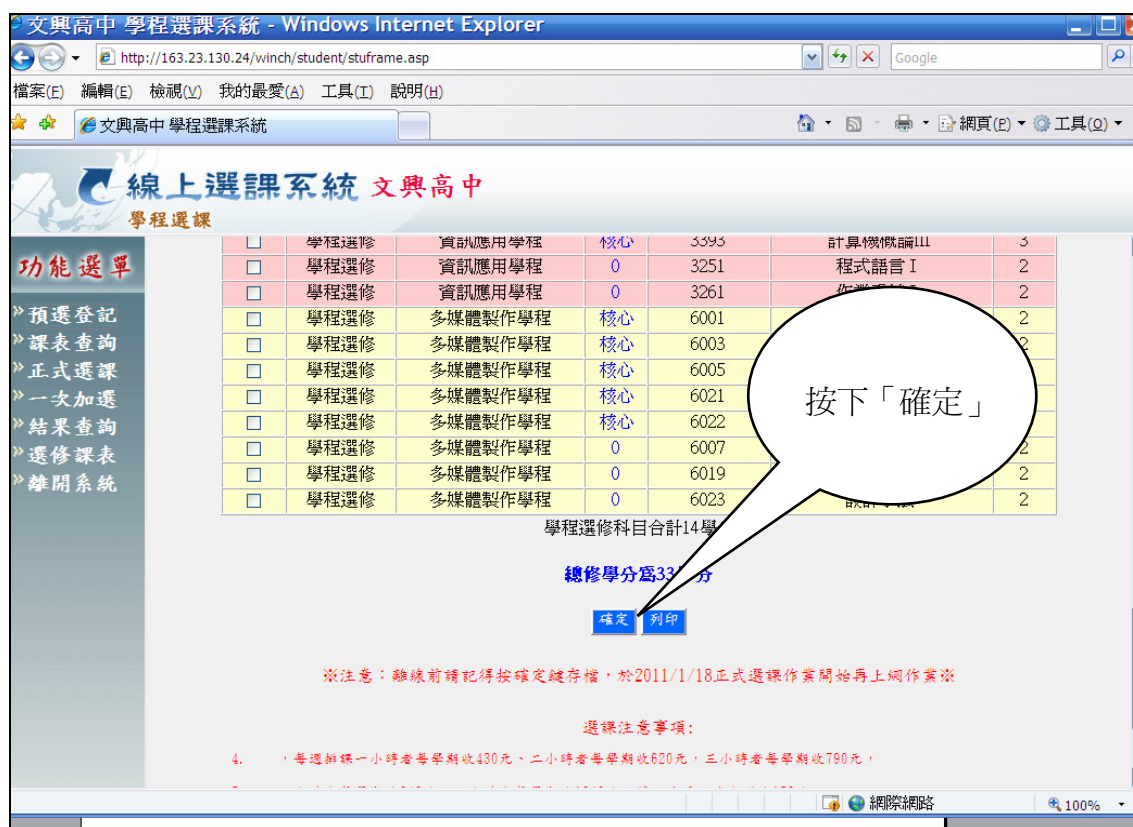 文興高中 學程選課系統 - Windows Internet Explorer
http://163.23.130.24/winch/student/stuframe.asp
Google
檔案(F) 編輯(E) 檢視(V) 我的最愛(A) 工具(T) 說明(H)
文興高中 學程選課系統
網頁(P) 工具(O)
線上選課系統 文興高中
學程選課
功能選單
»預選登記
»課表查詢
»正式選課
»一次加選
»結果查詢
»選修課表
»離開系統
學程選修 資訊應用學程 核心 3393 計算機概論III 3
學程選修 資訊應用學程 0 3251 程式語言 I 2
學程選修 資訊應用學程 0 3261 2
學程選修 多媒體製作學程 核心 6001 2
學程選修 多媒體製作學程 核心 6003 2
學程選修 多媒體製作學程 核心 6005
學程選修 多媒體製作學程 核心 6021
學程選修 多媒體製作學程 核心 6022
學程選修 多媒體製作學程 0 6007 2
學程選修 多媒體製作學程 0 6019 2
學程選修 多媒體製作學程 0 6023 2
按下「確定」
學程選修科目合計14學
總修學分為33 分
確定 列印
※注意：離線前請記得按確定鍵存檔，於2011/1/18正式選課作業開始再上網作業※
選課注意事項:
4. ，每週排課一小時者每學期收430元、二小時者每學期收620元，三小時者每學期收790元，
網際網路
100%